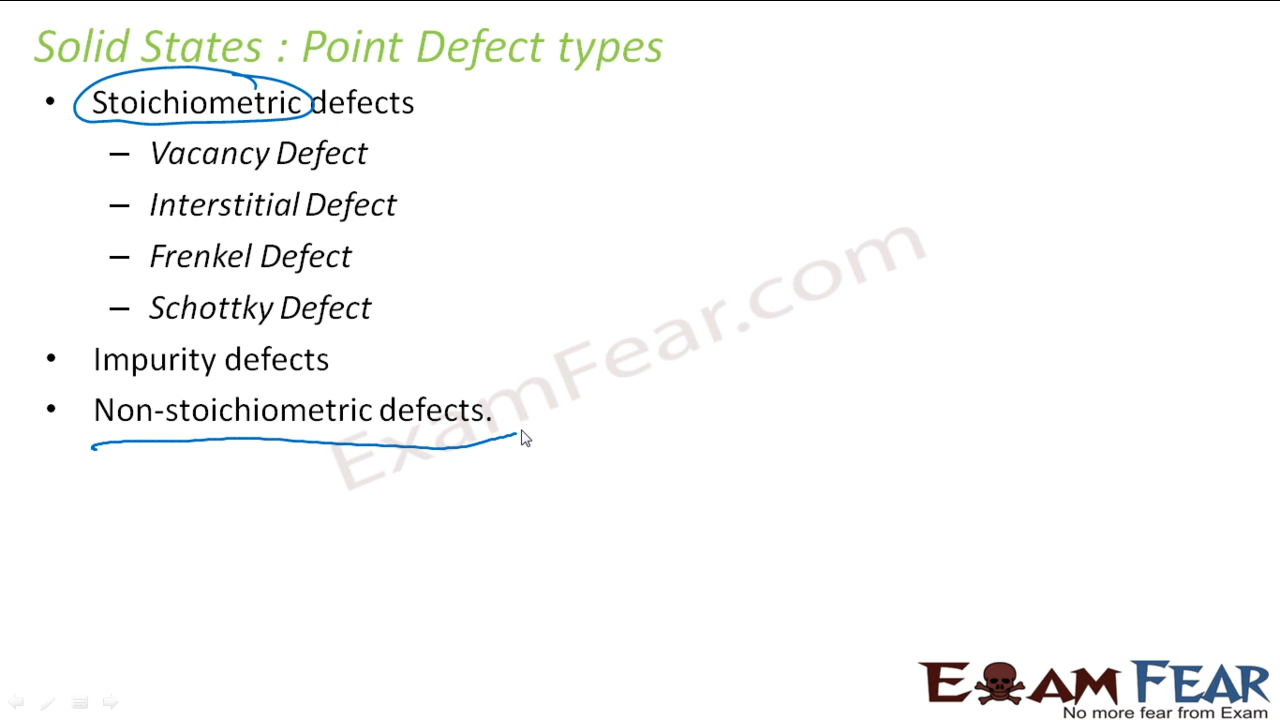 Solid States : Point Defect types
• Stoichiometric defects
– Vacancy Defect
– Interstitial Defect
– Frenkel Defect
– Schottky Defect
• Impurity defects
• Non-stoichiometric defects.
ExamFear.com
EXAM FEAR
No more fear from Exam